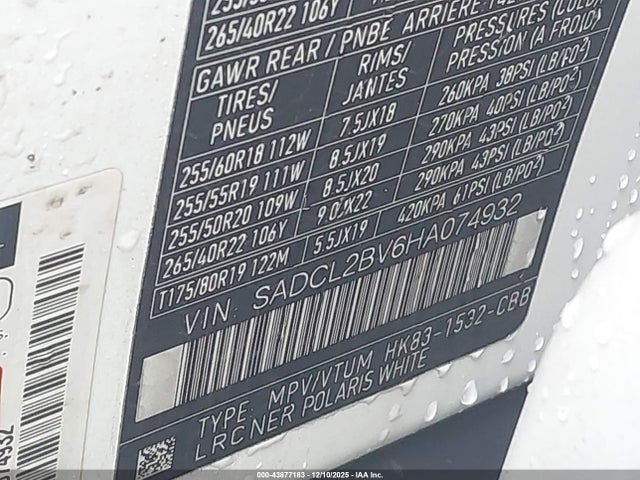 265/40R22 106Y
GAWR REAR / PNBE ARRIERE:
TIRES/ RIMS/ PRESSURES (COLD)
PNEUS JANTES PRESSION (A FROID)
255/60R18 112W 7.5JX18 260KPA 38PSI (LB/PO²)
255/55R19 111W 8.5JX19 270KPA 40PSI (LB/PO²)
255/50R20 109W 8.5JX20 290KPA 43PSI (LB/PO²)
265/40R22 106Y 9.0JX22 290KPA 43PSI (LB/PO²)
T175/80R19 122M 5.5JX19 420KPA 61PSI (LB/PO²)
VIN: SADCL2BV6HA074932
TYPE: MPV/VTUM HK83-1532-CBB
LRC NER POLARIS WHITE
074932
000-43877183 - 12/10/2025 - IAA Inc.